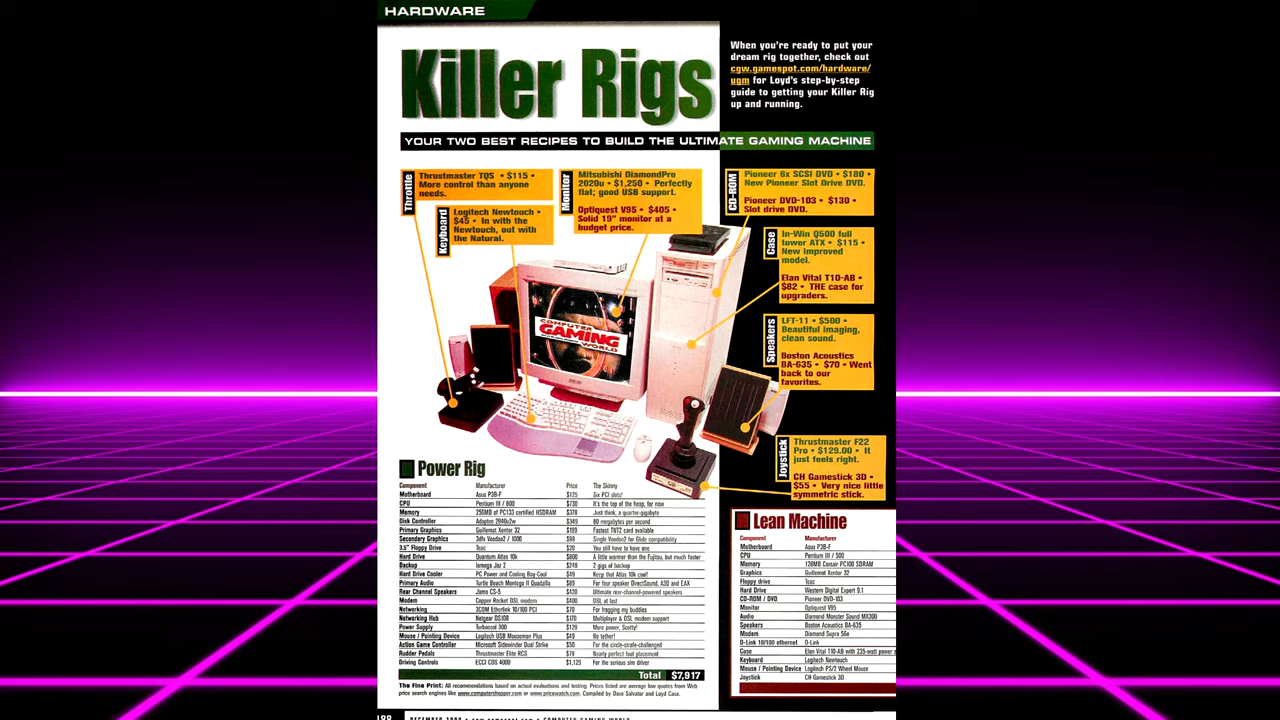 HARDWARE
Killer Rigs
When you're ready to put your
dream rig together, check out
cgw.gamespot.com/hardware/
ugm for Loyd's step-by-step
guide to getting your Killer Rig
up and running.
YOUR TWO BEST RECIPES TO BUILD THE ULTIMATE GAMING MACHINE
Throttle
Thrustmaster TQS • $115 •
More control than anyone
needs.
Keyboard
Logitech Newtouch •
$45 • In with the
Newtouch, out with
the Natural.
Monitor
Mitsubishi DiamondPro
2020u • $1,250 • Perfectly
flat; good USB support.
Optiquest V95 • $405 •
Solid 19" monitor at a
budget price.
CD-ROM
Pioneer 6x SCSI DVD • $180 •
New Pioneer Slot Drive DVD.
Pioneer DVD-103 • $130 •
Slot drive DVD.
Case
In-Win Q500 full
tower ATX • $115 •
New improved
model.
Elan Vital T10-AB •
$82 • THE case for
upgraders.
Speakers
LFT-11 • $500 •
Beautiful imaging,
clean sound.
Boston Acoustics
BA-635 • $70 • Went
back to our
favorites.
Joystick
Thrustmaster F22
Pro • $129.00 • It
just feels right.
CH Gamestick 3D •
$55 • Very nice little
symmetric stick.
COMPUTER
GAMING
WORLD
Power Rig
Component Manufacturer Price The Skinny
Motherboard Asus P3B-F $125 Six PCI slots!
CPU Pentium III / 600 $730 It's the top of the heap, for now
Memory 256MB of PC133 certified HSDRAM $378 Just think, a quarter-gigabyte
Disk Controller Adaptec 2940u2w $349 80 megabytes per second
Primary Graphics Guillemot Xentor 32 $199 Fastest TNT2 card available
Secondary Graphics 3dfx Voodoo2 / 1000 $99 Single Voodoo2 for Glide compatibility
3.5" Floppy Drive Teac $20 You still have to have one
Hard Drive Quantum Atlas 10k $800 A little warmer than the Fujitsu, but much faster
Backup Iomega Jaz 2 $249 2 gigs of backup
Hard Drive Cooler PC Power and Cooling Bay-Cool $49 Keep that Atlas 10k cool!
Primary Audio Turtle Beach Montego II Quadzilla $89 For four speaker DirectSound, A3D and EAX
Rear Channel Speakers Jamo CS-5 $420 Ultimate rear-channel-powered speakers
Modem Copper Rocket DSL modem $400 DSL at last
Networking 3COM Etherlink 10/100 PCI $70 For fragging my buddies
Networking Hub Netgear DS108 $170 Multiplayer & DSL modem support
Power Supply Turbocool 300 $129 More power, Scotty!
Mouse / Pointing Device Logitech USB Mouseman Plus $49 No tether!
Action Game Controller Microsoft Sidewinder Dual Strike $50 For the circle-strafe-challenged
Rudder Pedals Thrustmaster Elite RCS $79 Nearly perfect foot placement
Driving Controls ECCI CDS 4000 $1,129 For the serious sim driver
Total $7,917
The Fine Print: All recommendations based on actual evaluations and testing. Prices listed are average low quotes from Web
price search engines like www.computershopper.com or www.pricewatch.com. Compiled by Dave Salvator and Loyd Case.
Lean Machine
Component Manufacturer
Motherboard Asus P3B-F
CPU Pentium III / 500
Memory 128MB Corsair PC100 SDRAM
Graphics Guillemot Xentor 32
Floppy drive Teac
Hard Drive Western Digital Expert 9.1
CD-ROM / DVD Pioneer DVD-103
Monitor Optiquest V95
Audio Diamond Monster Sound MX300
Speakers Boston Acoustics BA-635
Modem Diamond Supra 56e
D-Link 10/100 ethernet D-Link
Case Elan Vital T10-AB with 235-watt power s
Keyboard Logitech Newtouch
Mouse / Pointing Device Logitech PS/2 Wheel Mouse
Joystick CH Gamestick 3D